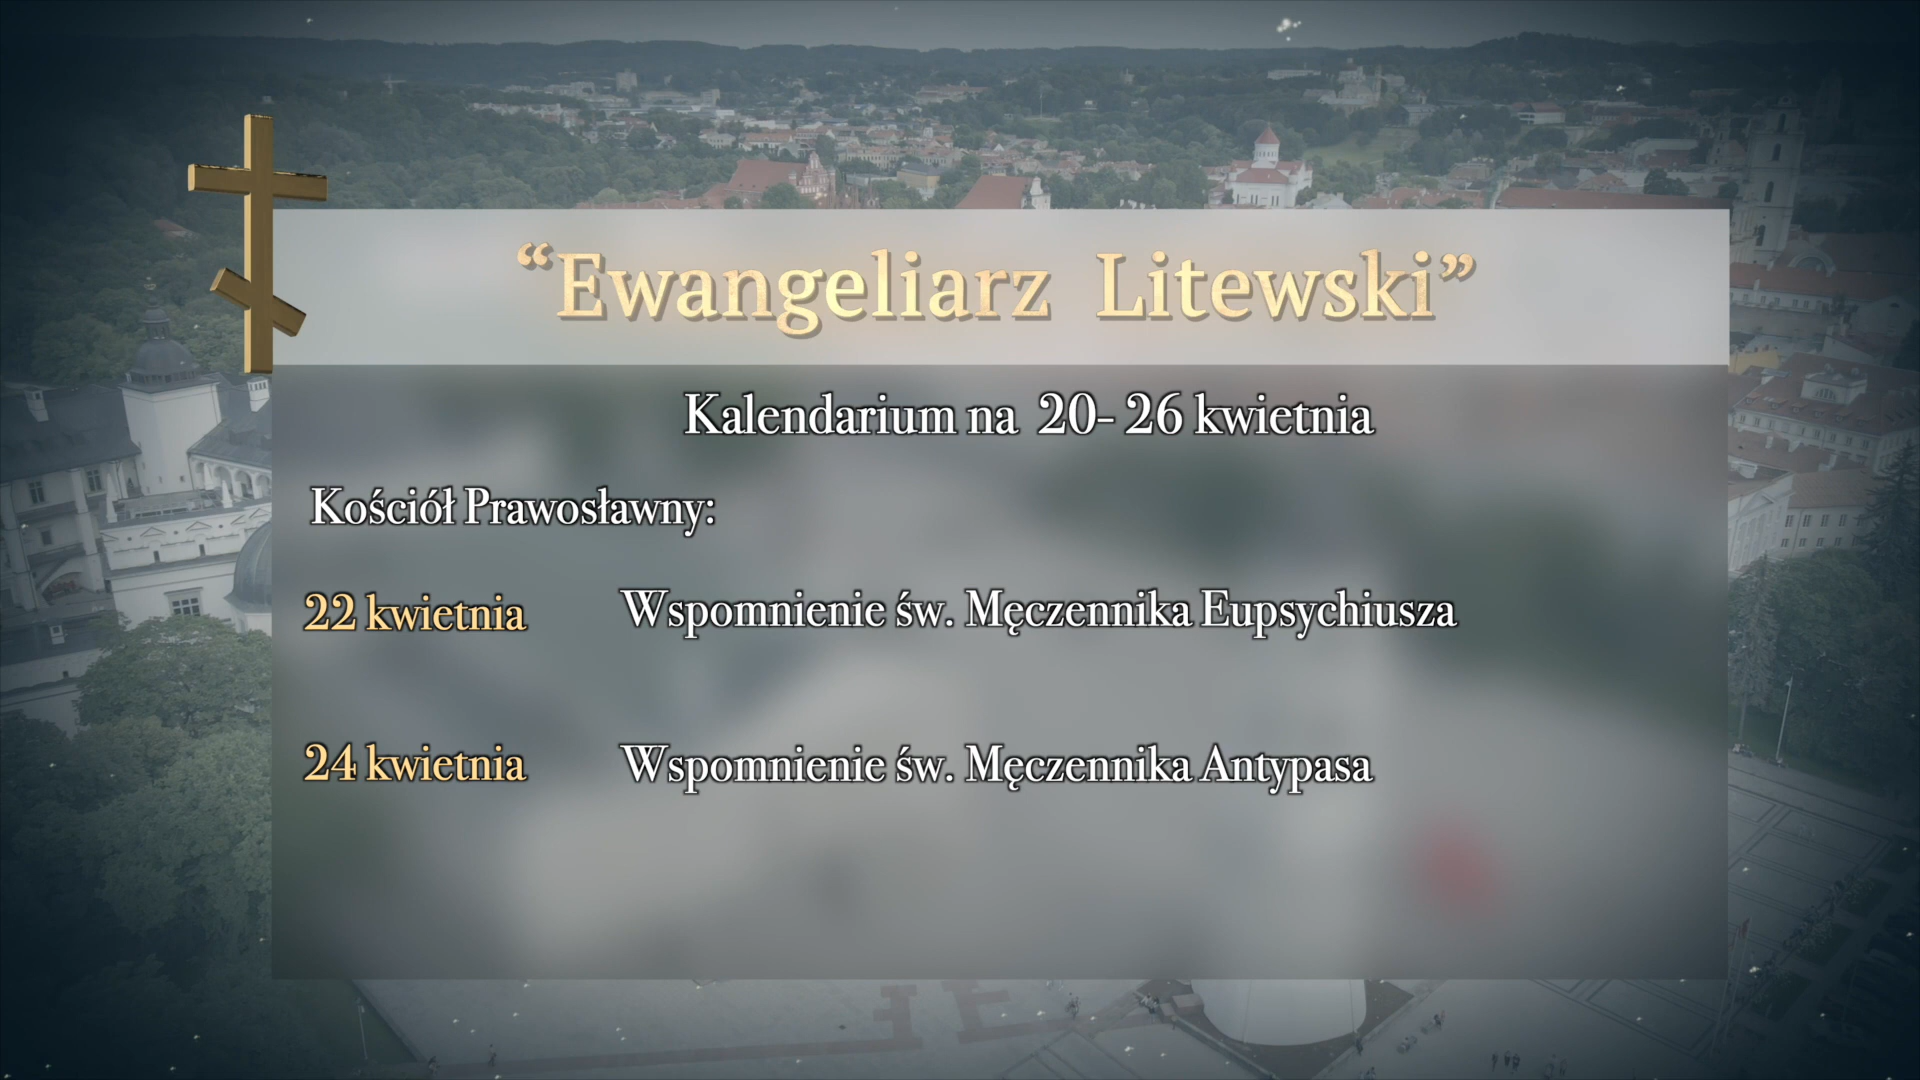 “Ewangeliarz Litewski”
Kalendarium na 20- 26 kwietnia
Kościół Prawosławny:
22 kwietnia Wspomnienie św. Męczennika Eupsychiusza
24 kwietnia Wspomnienie św. Męczennika Antypasa